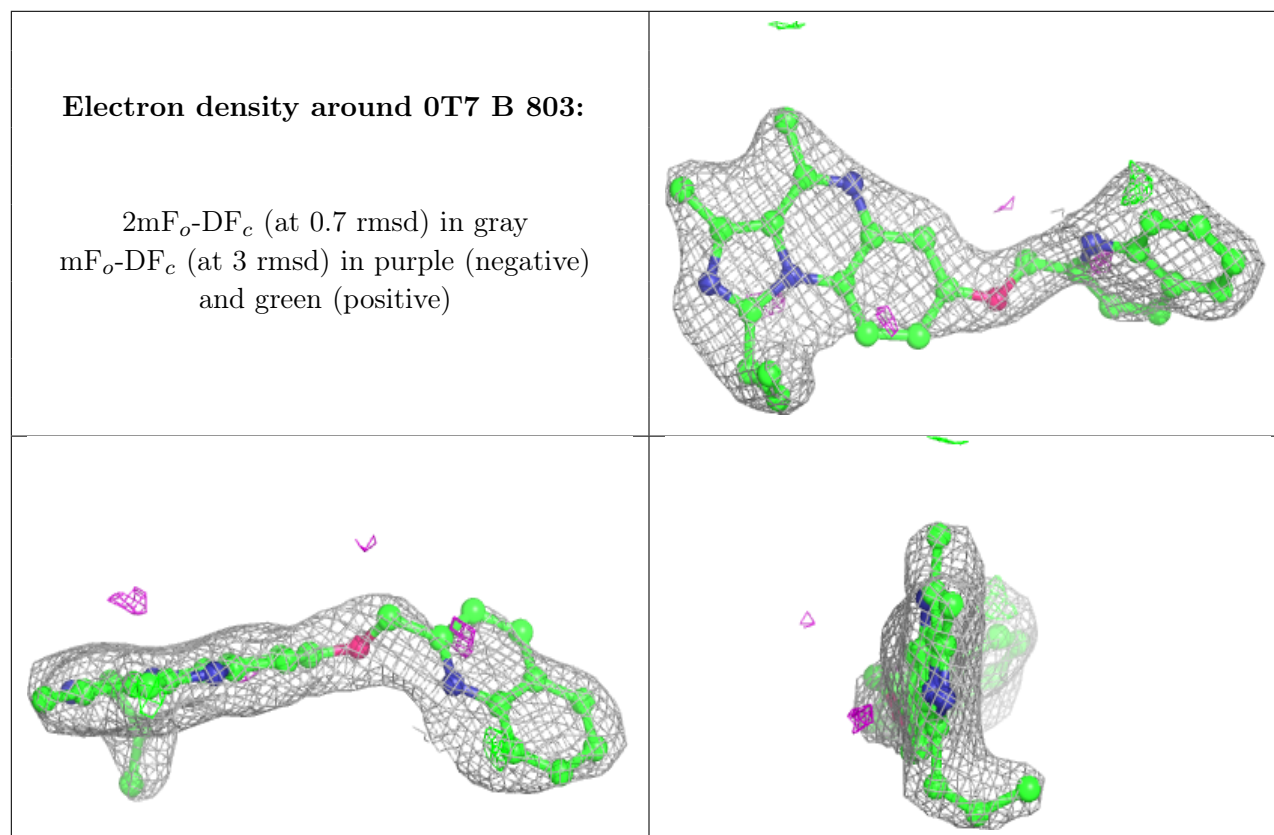 Electron density around 0T7 B 803:
2mFₒ-DF𝒸 (at 0.7 rmsd) in gray
mFₒ-DF𝒸 (at 3 rmsd) in purple (negative)
and green (positive)